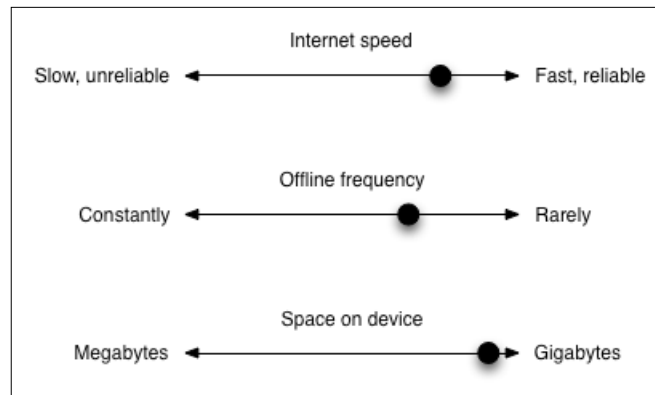 Internet speed
Slow, unreliable Fast, reliable
Offline frequency
Constantly Rarely
Space on device
Megabytes Gigabytes